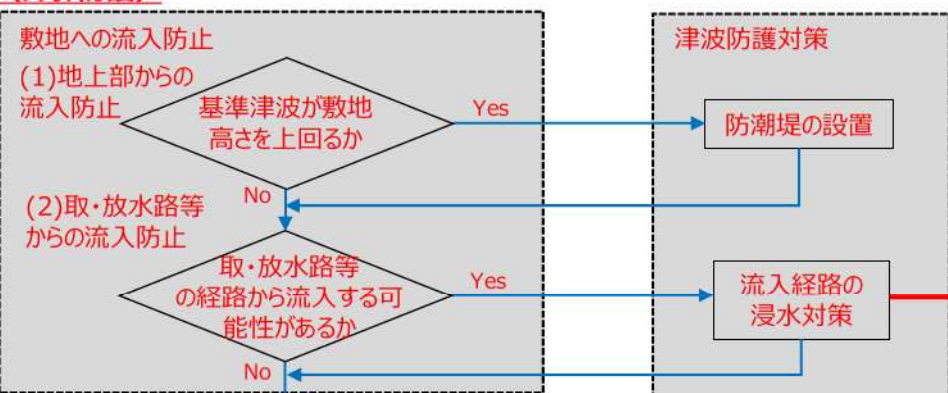 敷地への流入防止
(1)地上部からの
流入防止
基準津波が敷地
高さを上回るか
Yes
No
(2)取・放水路等
からの流入防止
取・放水路等
の経路から流入する可
能性があるか
Yes
No
津波防護対策
防潮堤の設置
流入経路の
浸水対策